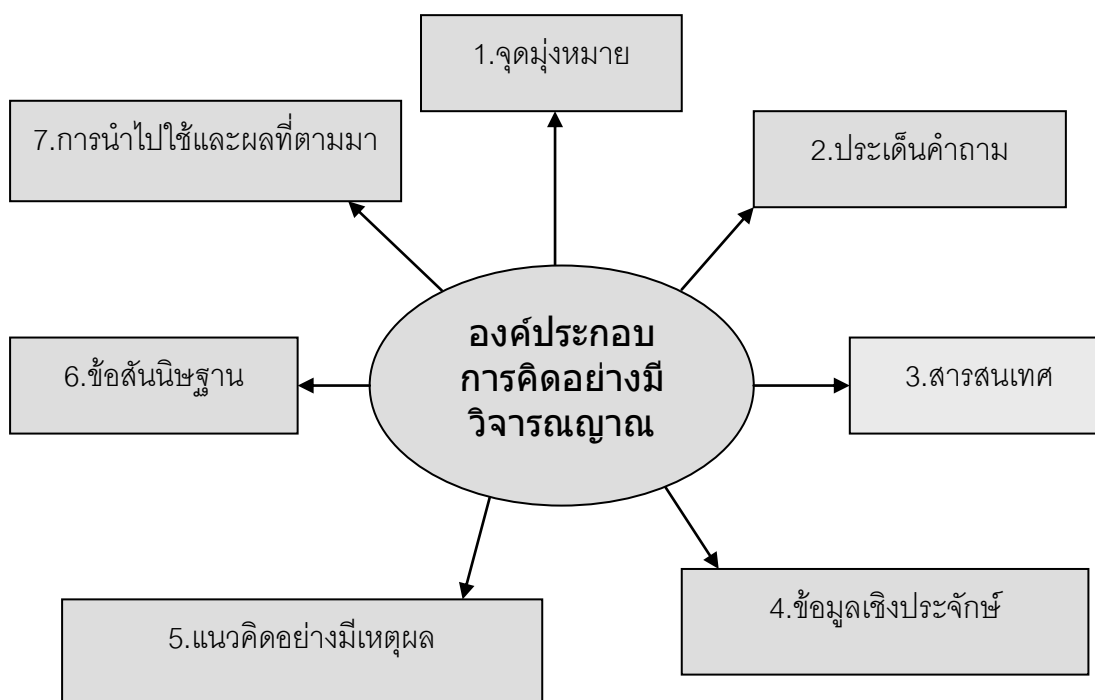 1.จุดมุ่งหมาย
2.ประเด็นคำถาม
3.สารสนเทศ
4.ข้อมูลเชิงประจักษ์
5.แนวคิดอย่างมีเหตุผล
6.ข้อสันนิษฐาน
7.การนำไปใช้และผลที่ตามมา
องค์ประกอบ
การคิดอย่างมี
วิจารณญาณ